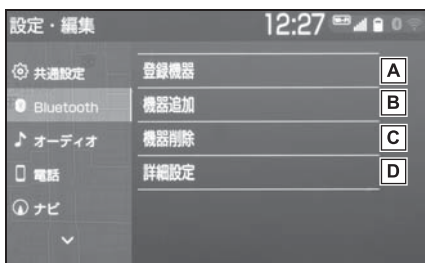 設定・編集 12:27
共通設定
Bluetooth
オーディオ
電話
ナビ
登録機器 A
機器追加 B
機器削除 C
詳細設定 D